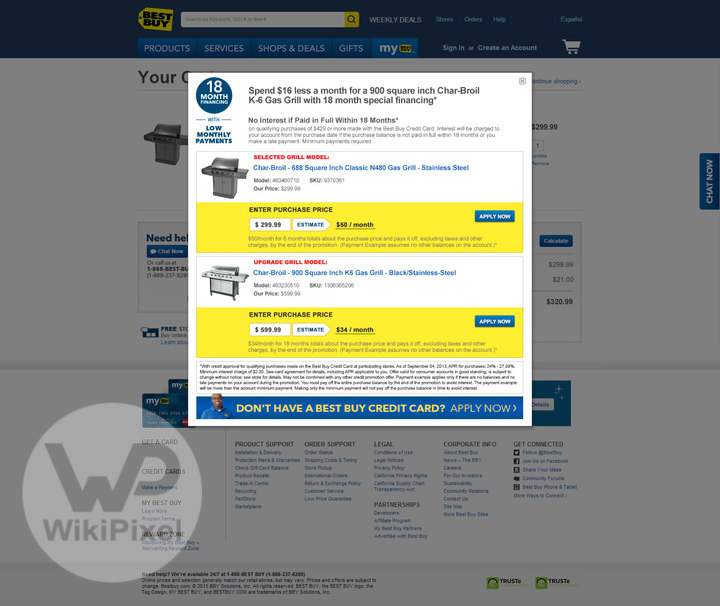 BEST BUY
Search by Keyword, TAU # or Item #
WEEKLY DEALS
Stores
Orders
Help
Español
PRODUCTS
SERVICES
SHOPS & DEALS
GIFTS
my
Sign In or Create an Account
Your C
ontinue shopping ›
18 MONTH FINANCING
WITH
LOW MONTHLY PAYMENTS
Spend $16 less a month for a 900 square inch Char-Broil
K-6 Gas Grill with 18 month special financing*
No Interest if Paid in Full Within 18 Months*
on qualifying purchases of $429 or more made with the Best Buy Credit Card. Interest will be charged to
your account from the purchase date if the purchase balance is not paid in full within 18 months or you
make a late payment. Minimum payments required.
SELECTED GRILL MODEL:
Char-Broil - 688 Square Inch Classic N480 Gas Grill - Stainless Steel
Model: 463460710 SKU: 9370361
Our Price: $299.99
ENTER PURCHASE PRICE
$ 299.99
ESTIMATE
$50 / month
APPLY NOW
$50/month for 6 months totals about the purchase price and pays it off, excluding taxes and other
charges, by the end of the promotion. (Payment Example assumes no other balances on the account.)*
UPGRADE GRILL MODEL:
Char-Broil - 900 Square Inch K6 Gas Grill - Black/Stainless-Steel
Model: 463230510 SKU: 1306365206
Our Price: $599.99
ENTER PURCHASE PRICE
$ 599.99
ESTIMATE
$34 / month
APPLY NOW
$34/month for 18 months totals about the purchase price and pays it off, excluding taxes and other
charges, by the end of the promotion. (Payment Example assumes no other balances on the account.)*
*With credit approval for qualifying purchases made on the Best Buy Credit Card at participating stores. As of September 04, 2013, APR for purchases: 24% - 27.99%.
Minimum interest charge of $2.00. See card agreement for details, including APR applicable to you. Offer valid for consumer accounts in good standing; is subject to
change without notice; see store for details. May not be combined with any other credit promotion offer. Payment example applies only if there are no balances and no
late payments on your account during the promotion. You must pay off the entire purchase balance by the end of the promotion to avoid interest. The payment example
will be more than the account minimum payment. Making only the minimum payment will not pay off the purchase balance in time to avoid interest.
DON'T HAVE A BEST BUY CREDIT CARD? APPLY NOW ›
$299.99
1
Update
Remove
CHAT NOW
Need help
Chat Now
Or call us at
1-888-BEST-BU
(1-888-237-828
Calculate
$299.99
$21.00
$320.99
FREE STO
Buy online,
Learn abou
my
my
Details
GET A CARD
CREDIT CARDS
Make a Payment
MY BEST BUY
Learn More
Program Terms
REWARD ZONE
Introducing My Best Buy –
Reinventing Reward Zone
PRODUCT SUPPORT
Installation & Delivery
Protection Plans & Warranties
Check Gift Card Balance
Product Recalls
Trade-in Center
Recycling
PartStore
Marketplace
ORDER SUPPORT
Order Status
Shipping Costs & Timing
Store Pickup
International Orders
Return & Exchange Policy
Customer Service
Low Price Guarantee
LEGAL
Conditions of Use
Legal Notices
Privacy Policy
California Privacy Rights
California Supply Chain
Transparency Act
PARTNERSHIPS
Developers
Affiliate Program
My Best Buy Partners
Advertise with Best Buy
CORPORATE INFO
About Best Buy
News – The BBY
Careers
For Our Investors
Sustainability
Community Relations
Contact Us
Site Map
More Best Buy Sites
GET CONNECTED
Follow @BestBuy
Join Us on Facebook
Share Your Ideas
Community Forums
Best Buy Phone & Tablet
More Ways to Connect ›
WD
WikiPixel
Need help? We're available 24/7 at 1-888-BEST BUY (1-888-237-8289)
Online prices and selection generally match our retail stores, but may vary. Prices and offers are subject to
change. Bestbuy.com © 2013 BBY Solutions, Inc. All rights reserved. BEST BUY, the BEST BUY logo, the
Tag Design, MY BEST BUY, and BESTBUY.COM are trademarks of BBY Solutions, Inc.
TRUSTe
TRUSTe